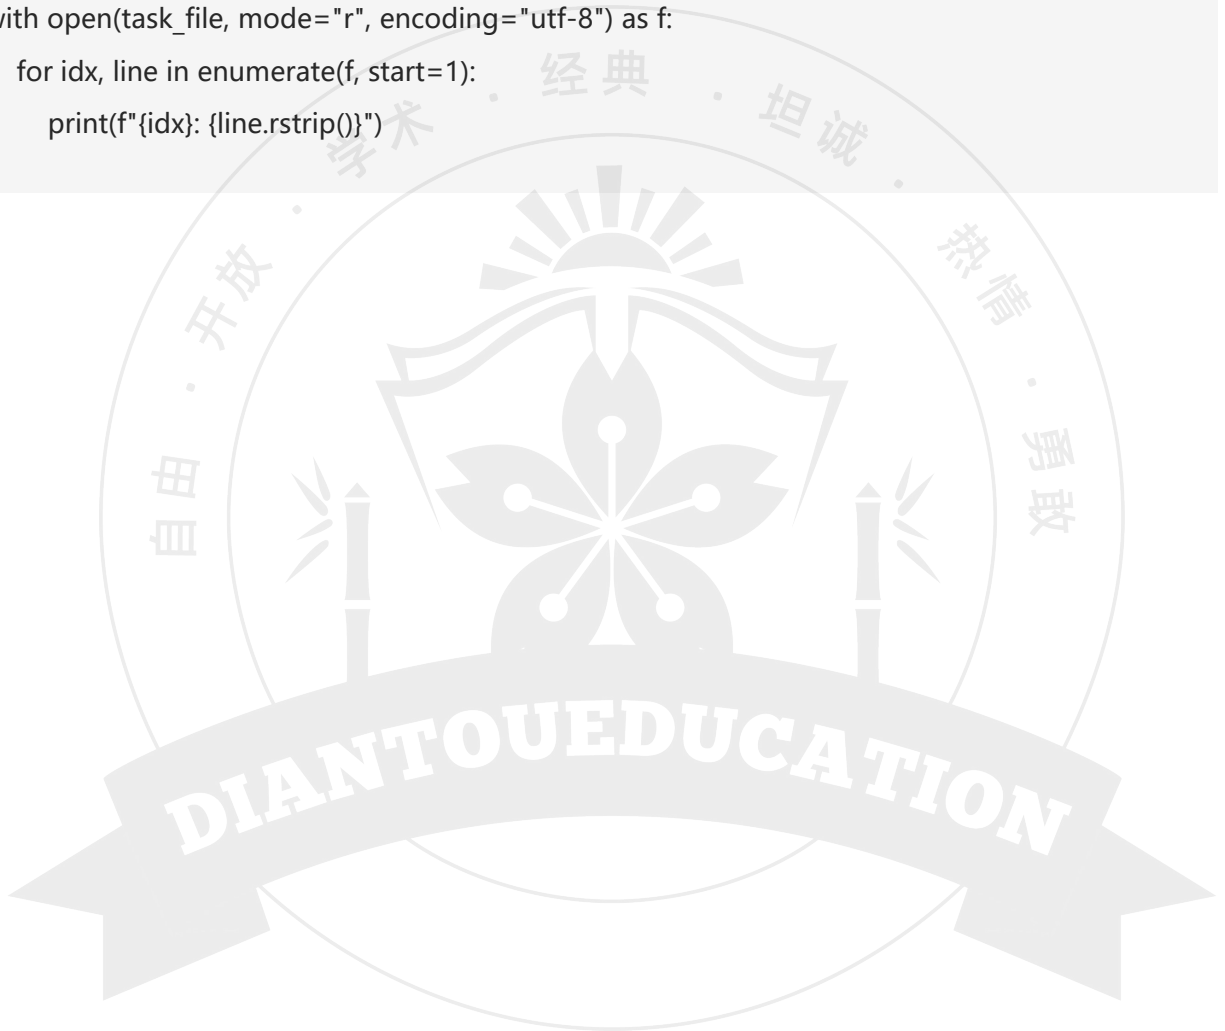 with open(task_file, mode="r", encoding="utf-8") as f:
for idx, line in enumerate(f, start=1):
print(f"{idx}: {line.rstrip()}")
自由 · 开放 · 学术 · 经典 · 坦诚 · 热情 · 勇敢
DIANTOUEDUCATION